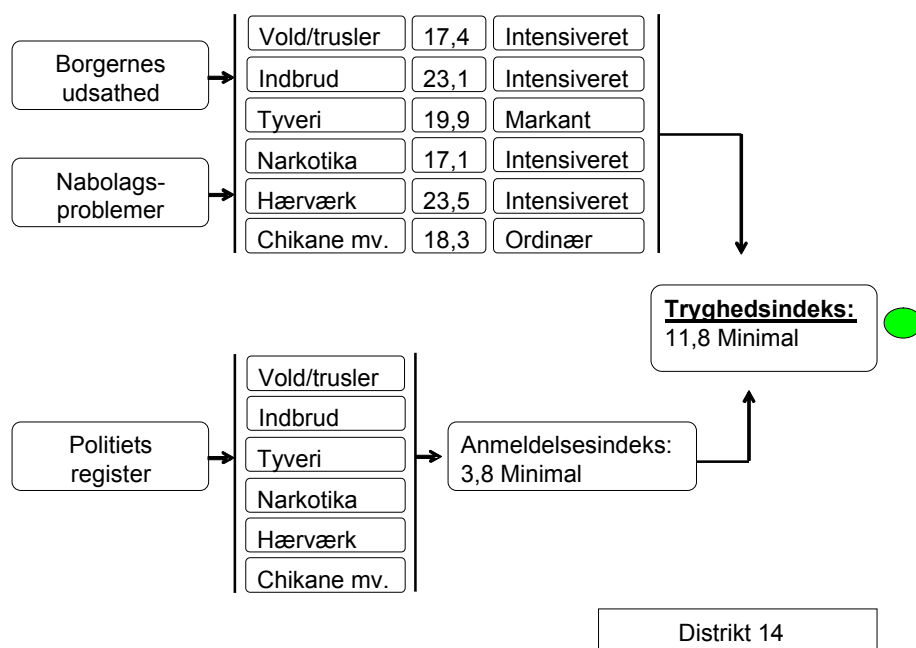 Borgernes
udsathed
Nabolags-
problemer
Vold/trusler 17,4 Intensiveret
Indbrud 23,1 Intensiveret
Tyveri 19,9 Markant
Narkotika 17,1 Intensiveret
Hærværk 23,5 Intensiveret
Chikane mv. 18,3 Ordinær
Tryghedsindeks:
11,8 Minimal
Politiets
register
Vold/trusler
Indbrud
Tyveri
Narkotika
Hærværk
Chikane mv.
Anmeldelsesindeks:
3,8 Minimal
Distrikt 14